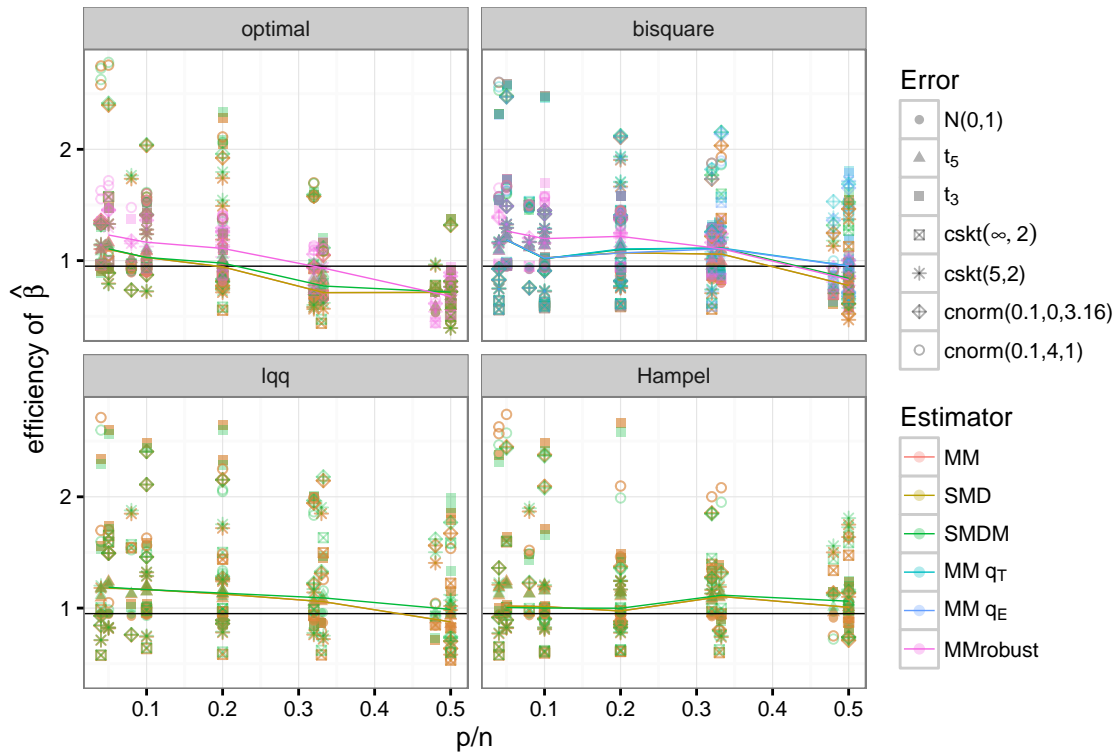 optimal
bisquare
2
1
lqq
Hampel
2
1
0.1
0.2
0.3
0.4
0.5
0.1
0.2
0.3
0.4
0.5
p/n
efficiency of β̂
Error
N(0,1)
t₅
t₃
cskt(∞, 2)
cskt(5,2)
cnorm(0.1,0,3.16)
cnorm(0.1,4,1)
Estimator
MM
SMD
SMDM
MM q_T
MM q_E
MMrobust